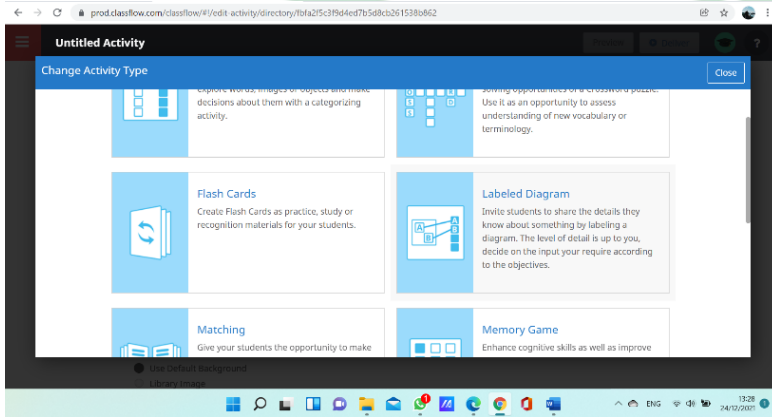 prod.classflow.com/classflow/#!/edit-activity/directory/fbfa2f5c3f9d4ed7b5d8cb261538b862
Untitled Activity
Preview
Deliver
?
Change Activity Type
Close
explore words, images or objects and make
decisions about them with a categorizing
activity.
solving opportunities of a crossword puzzle.
Use it as an opportunity to assess
understanding of new vocabulary or
terminology.
Flash Cards
Create Flash Cards as practice, study or
recognition materials for your students.
A
B
A
B
Labeled Diagram
Invite students to share the details they
know about something by labeling a
diagram. The level of detail is up to you,
decide on the input your require according
to the objectives.
Matching
Give your students the opportunity to make
Memory Game
Enhance cognitive skills as well as improve
Use Default Background
Library Image
ENG
13:28
24/12/2021